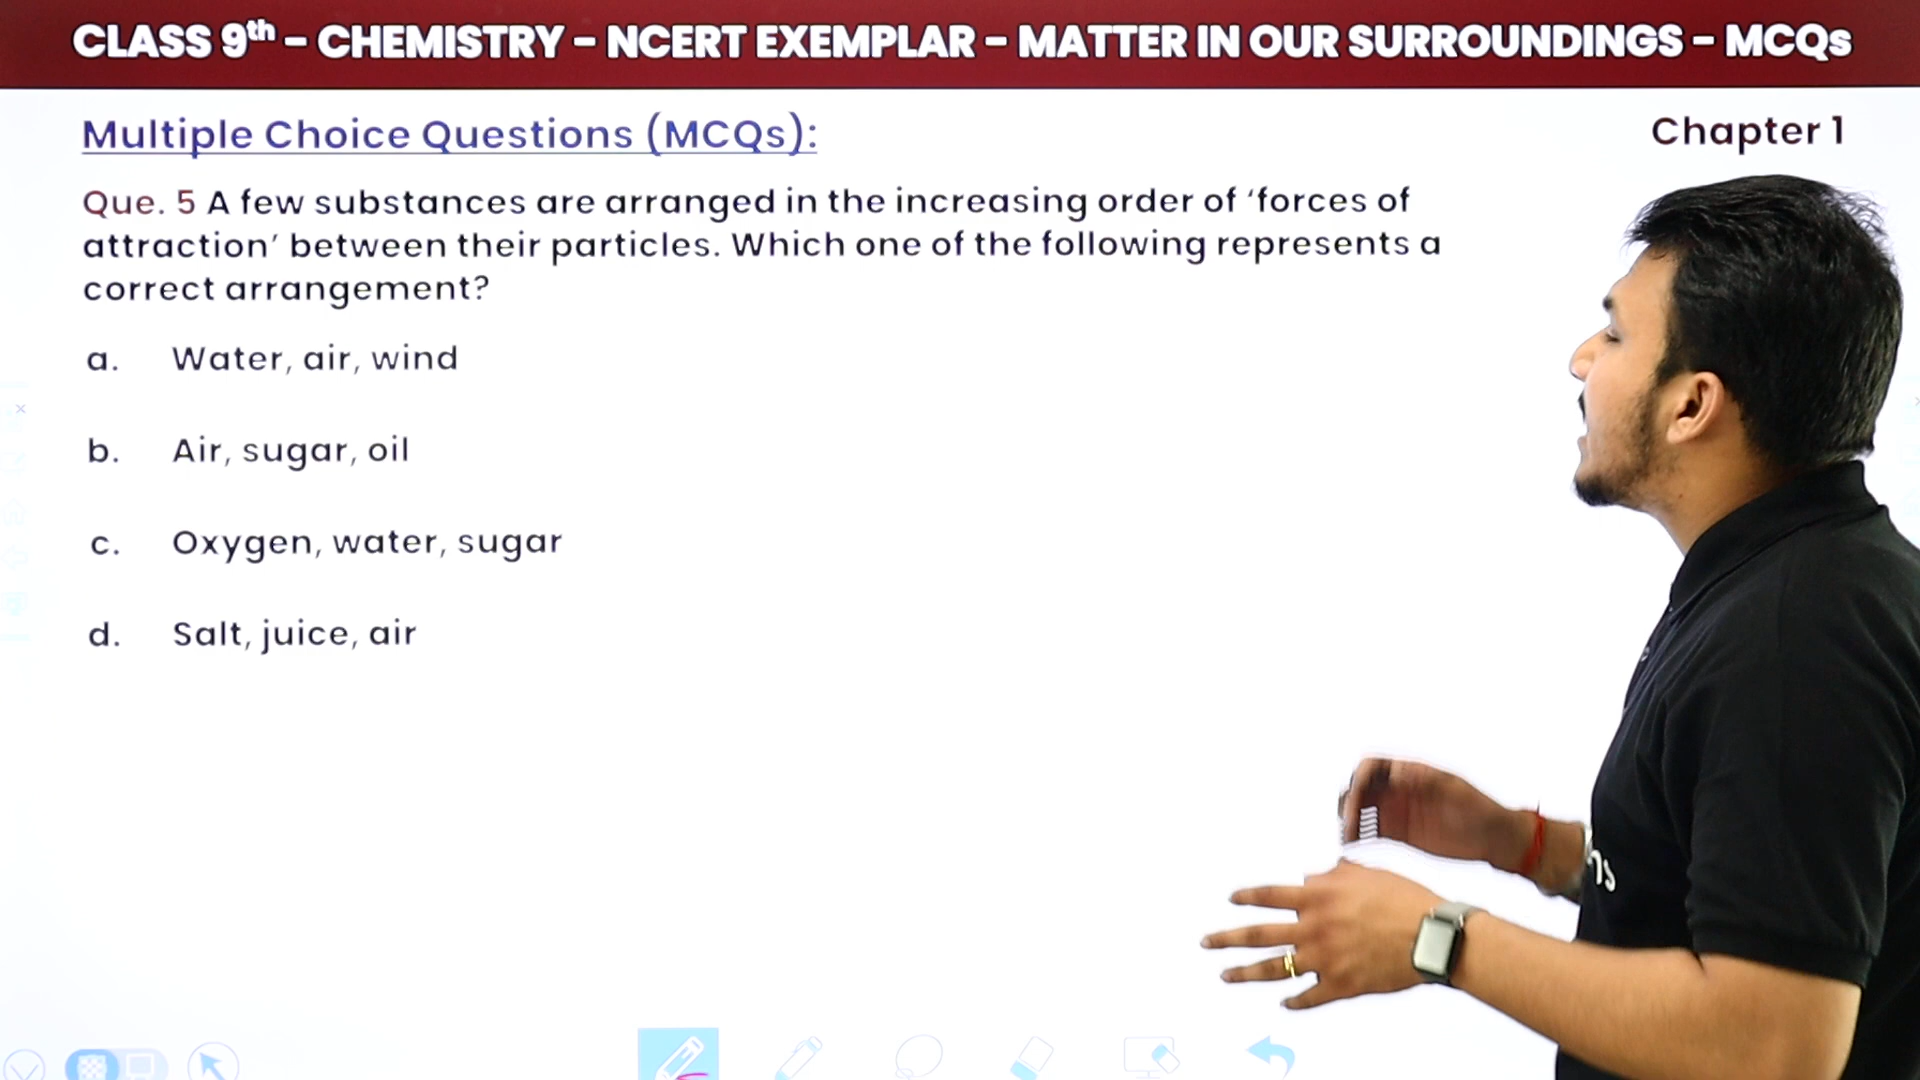 CLASS 9th – CHEMISTRY – NCERT EXEMPLAR – MATTER IN OUR SURROUNDINGS – MCQs
Multiple Choice Questions (MCQs):
Chapter 1
Que. 5 A few substances are arranged in the increasing order of ‘forces of
attraction’ between their particles. Which one of the following represents a
correct arrangement?
a. Water, air, wind
b. Air, sugar, oil
c. Oxygen, water, sugar
d. Salt, juice, air